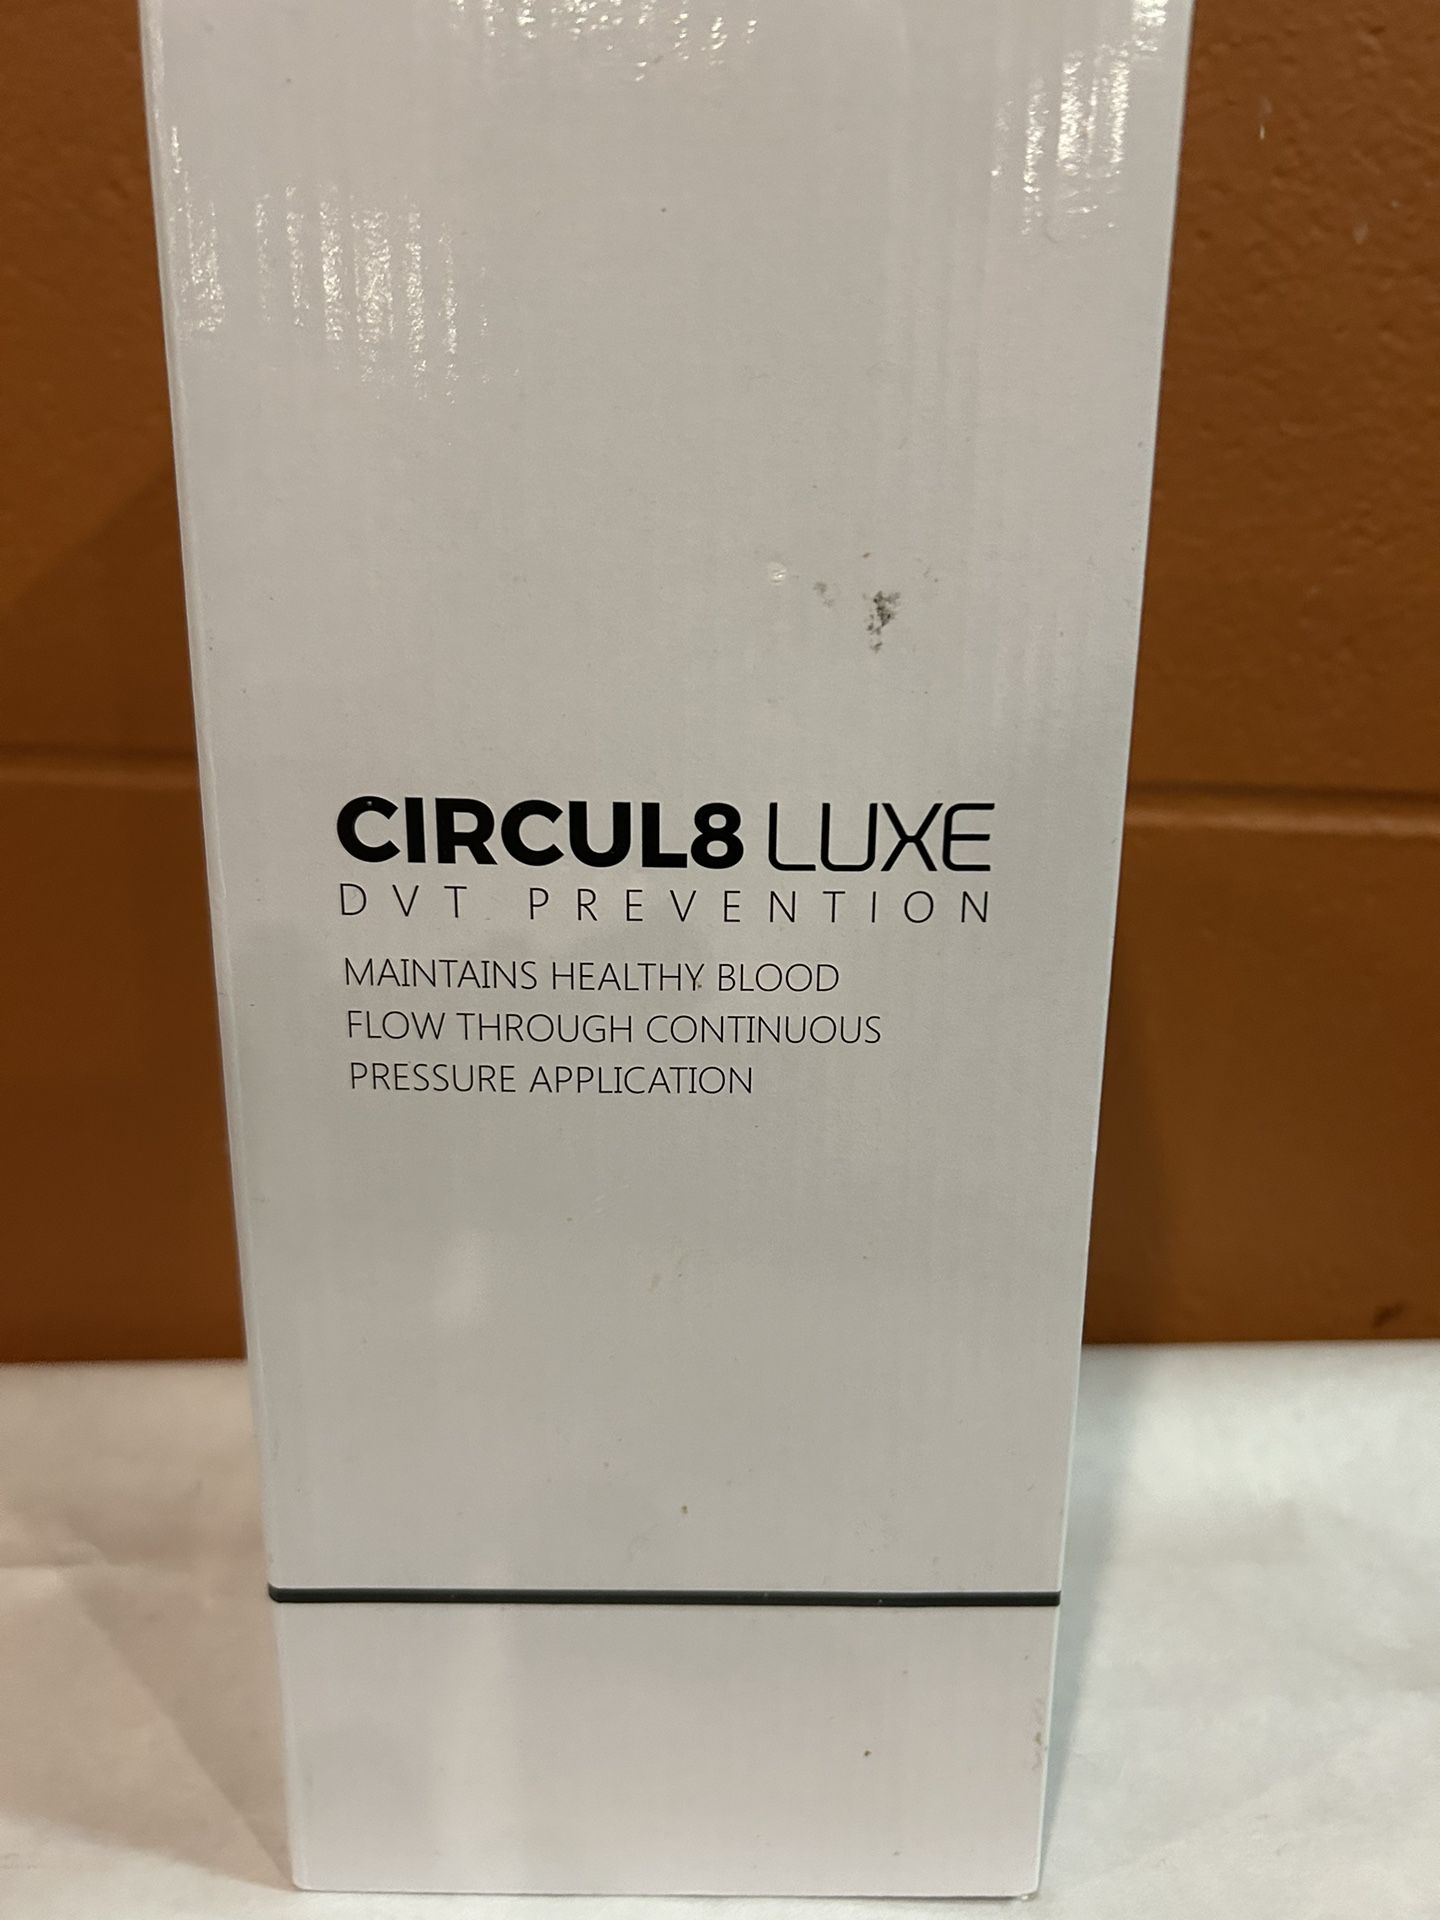 CIRCUL8 LUXE
DVT PREVENTION
MAINTAINS HEALTHY BLOOD
FLOW THROUGH CONTINUOUS
PRESSURE APPLICATION